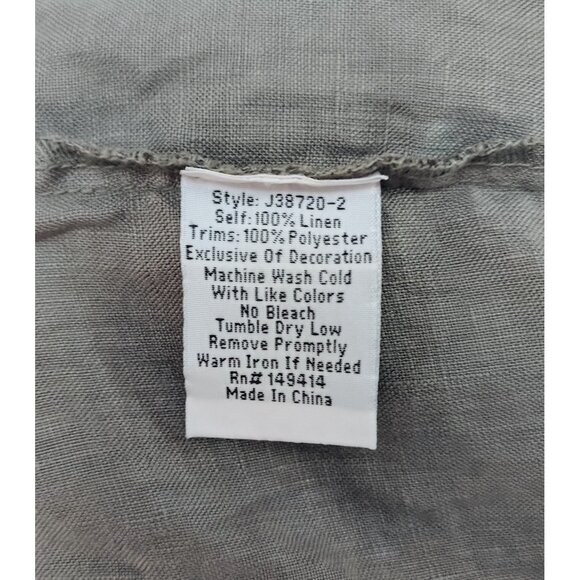 Style: J38720-2
Self: 100% Linen
Trims: 100% Polyester
Exclusive Of Decoration
Machine Wash Cold
With Like Colors
No Bleach
Tumble Dry Low
Remove Promptly
Warm Iron If Needed
Rn# 149414
Made In China